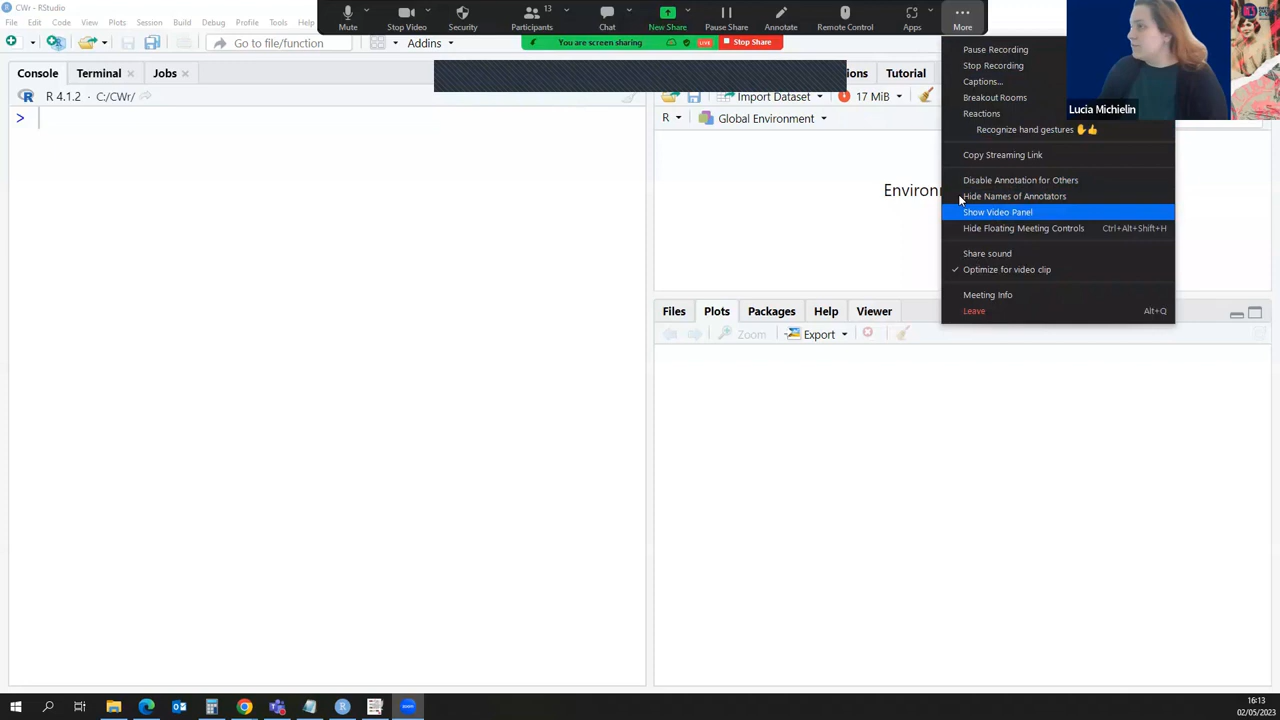 CWr - RStudio
File Edit Code View Plots Session Build Debug Profile Tools Help
Mute Stop Video Security Participants 13 Chat New Share Pause Share Annotate Remote Control Apps More
You are screen sharing LIVE Stop Share
Go to file/function Addins
Console Terminal Jobs
R 4.1.2 · C:/CWr/
>
ions Tutorial
Import Dataset 17 MiB
R Global Environment
Environ
Pause Recording
Stop Recording
Captions...
Breakout Rooms
Reactions
Recognize hand gestures
Copy Streaming Link
Disable Annotation for Others
Hide Names of Annotators
Show Video Panel
Hide Floating Meeting Controls Ctrl+Alt+Shift+H
Share sound
Optimize for video clip
Meeting Info
Leave Alt+Q
Lucia Michielin
Files Plots Packages Help Viewer
Zoom Export
16:13
02/05/2023